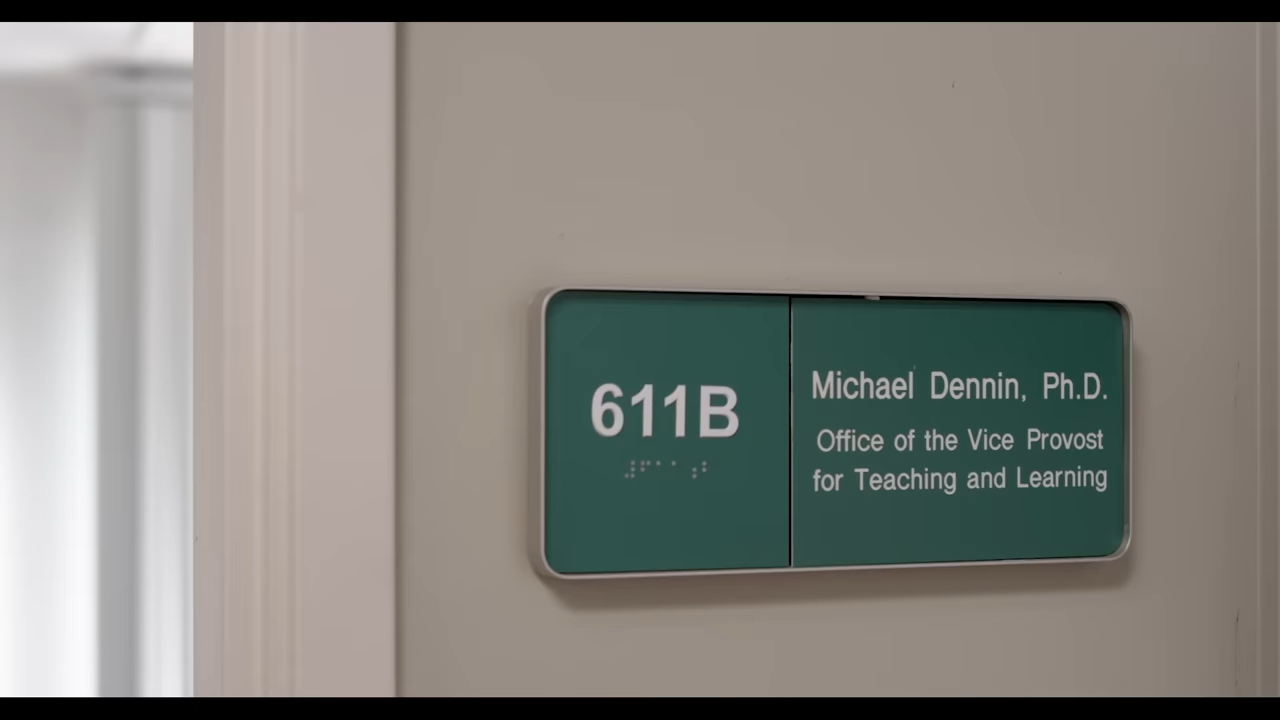 611B
Michael Dennin, Ph.D.
Office of the Vice Provost
for Teaching and Learning